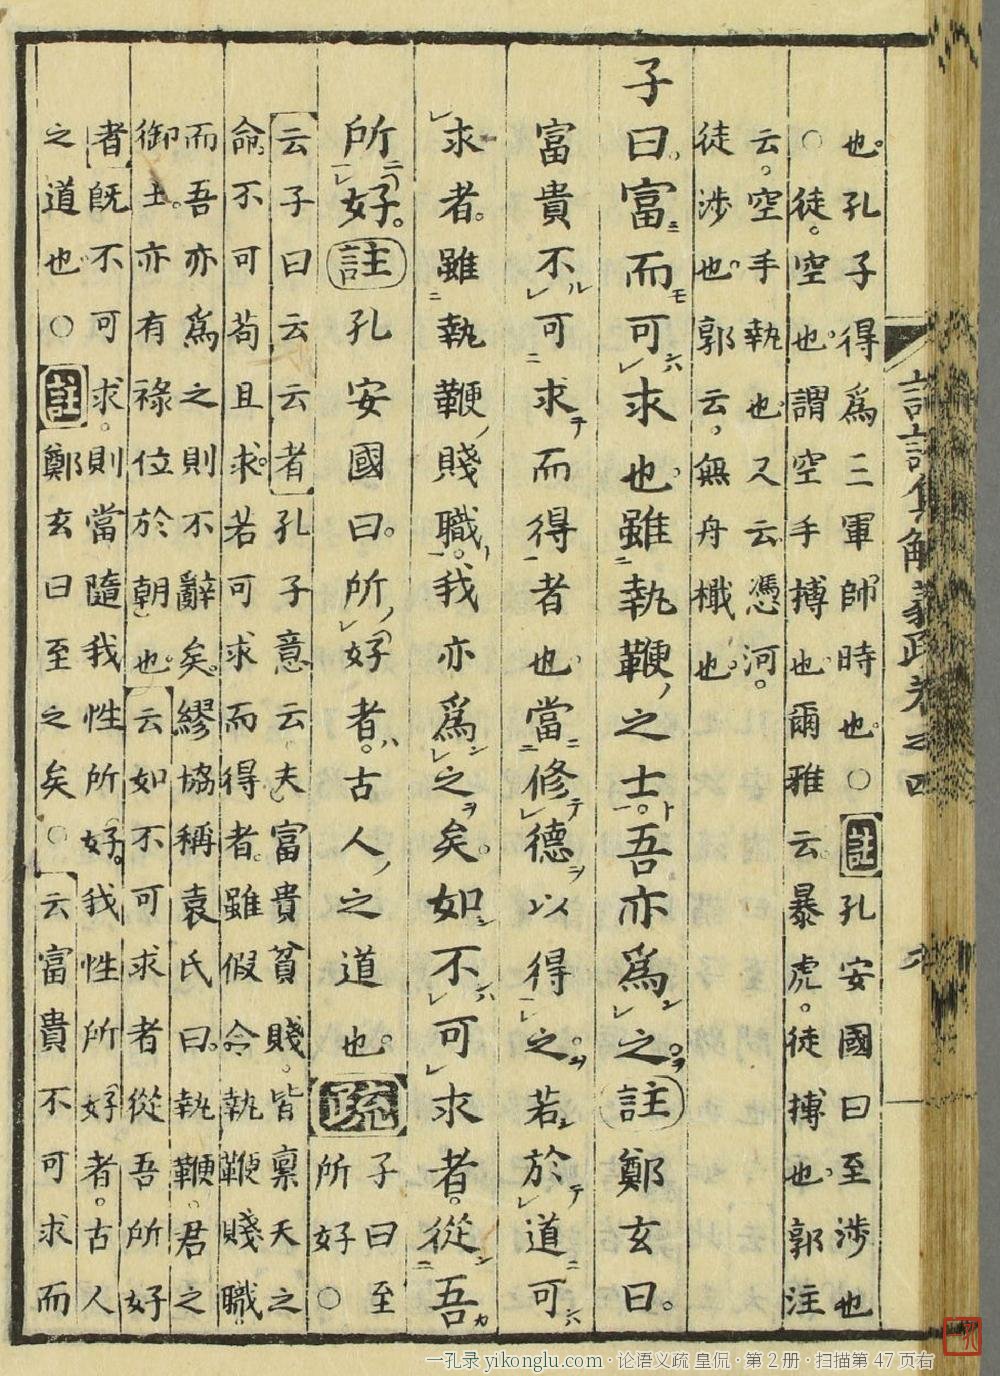 也孔子得爲三軍帥時也○註孔安國曰至渉也
○徒空也謂空手搏也爾雅云暴虎徒搏也郭注
云空手執也又云憑河
徒渉也郭云無舟檝也
子曰富而可求也雖執鞭之士吾亦爲之註鄭玄曰
富貴不可求而得者也當修德以得之若於道可
求者雖執鞭賤職我亦爲之矣如不可求者從吾
所好註孔安國曰所好者古人之道也疏子曰至
所好○
云子曰云云者孔子意云夫富貴貧賤皆稟天之
命不可苟且求若可求而得者雖假令執鞭賤職
而吾亦爲之則不辭矣繆協稱袁氏曰執鞭君之
御士亦有祿位於朝也云如不可求者從吾所好
者既不可求則當隨我性所好我性所好者古人
之道也○註鄭玄曰至之矣○云富貴不可求而
解義疏卷之四
一孔录 yikonglu.com · 论语义疏 皇侃 · 第 2 册 · 扫描第 47 页右